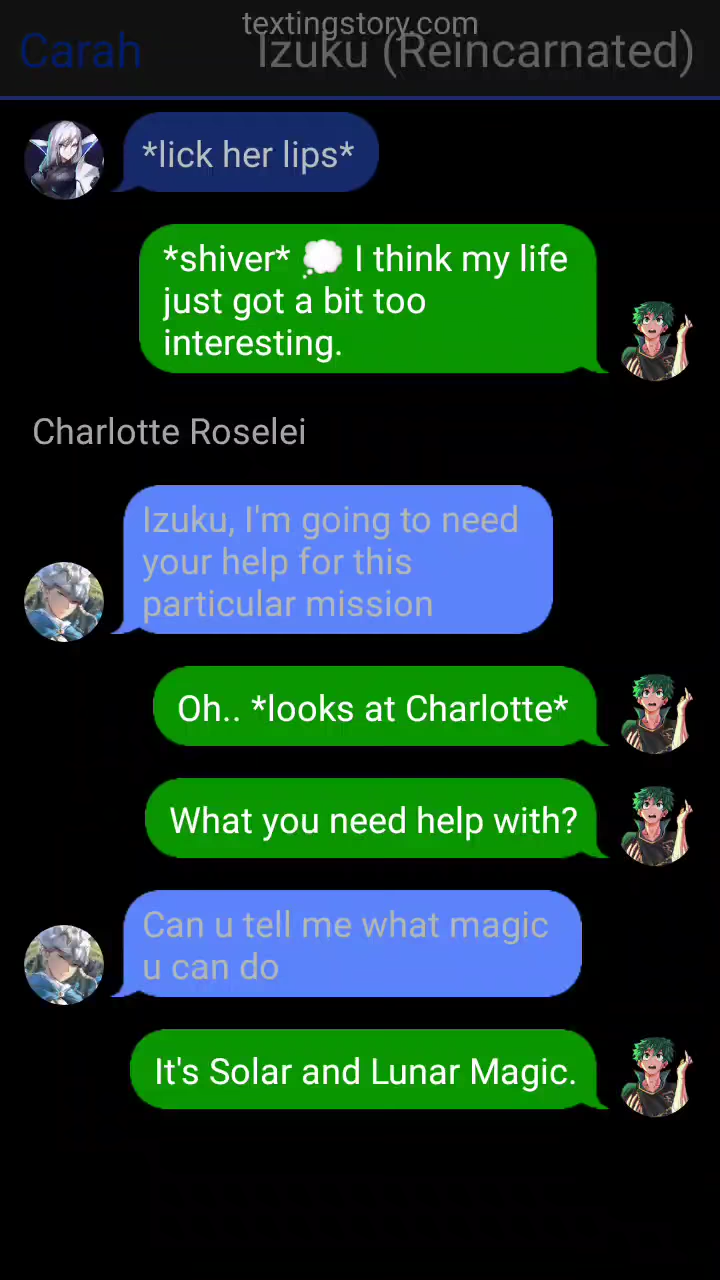 textingstory.com
Carah
Izuku (Reincarnated)
*lick her lips*
*shiver* 💭 I think my life
just got a bit too
interesting.
Charlotte Roselei
Izuku, I'm going to need
your help for this
particular mission
Oh.. *looks at Charlotte*
What you need help with?
Can u tell me what magic
u can do
It's Solar and Lunar Magic.